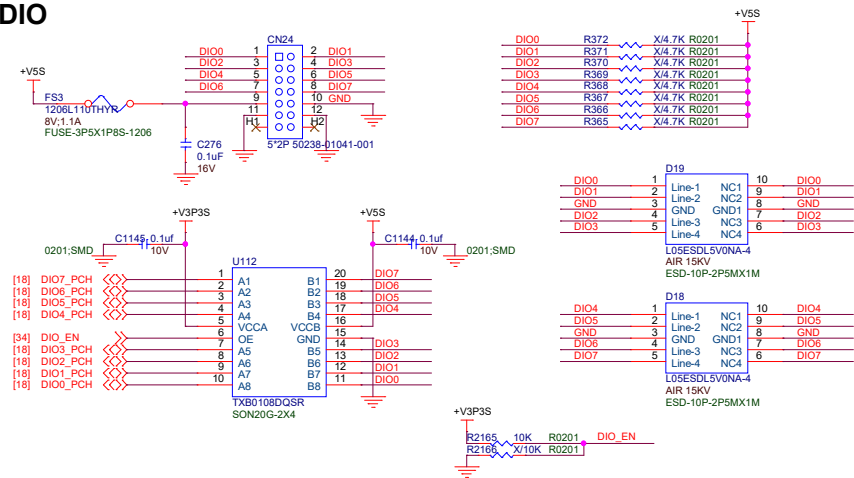 DIO
CN24
DIO0 1 2 DIO1
DIO2 3 4 DIO3
DIO4 5 6 DIO5
DIO6 7 8 DIO7
9 10 GND
11 12
H1 H2
5*2P 50238-01041-001
+V5S
FS3
1206L110THYR
8V;1.1A
FUSE-3P5X1P8S-1206
C276
0.1uF
16V
+V5S
DIO0 R372 X/4.7K R0201
DIO1 R371 X/4.7K R0201
DIO2 R370 X/4.7K R0201
DIO3 R369 X/4.7K R0201
DIO4 R368 X/4.7K R0201
DIO5 R367 X/4.7K R0201
DIO6 R366 X/4.7K R0201
DIO7 R365 X/4.7K R0201
D19
DIO0 1 Line-1 NC1 10 DIO0
DIO1 2 Line-2 NC2 9 DIO1
GND 3 GND GND1 8 GND
DIO2 4 Line-3 NC3 7 DIO2
DIO3 5 Line-4 NC4 6 DIO3
L05ESDL5V0NA-4
AIR 15KV
ESD-10P-2P5MX1M
D18
DIO4 1 Line-1 NC1 10 DIO4
DIO5 2 Line-2 NC2 9 DIO5
GND 3 GND GND1 8 GND
DIO6 4 Line-3 NC3 7 DIO6
DIO7 5 Line-4 NC4 6 DIO7
L05ESDL5V0NA-4
AIR 15KV
ESD-10P-2P5MX1M
+V3P3S +V5S
C1145 0.1uf C1144 0.1uf
0201;SMD 10V 10V 0201;SMD
U112
[18] DIO7_PCH 1 A1 B1 20 DIO7
[18] DIO6_PCH 2 A2 B2 19 DIO6
[18] DIO5_PCH 3 A3 B3 18 DIO5
[18] DIO4_PCH 4 A4 B4 17 DIO4
5 VCCA VCCB 16
[34] DIO_EN 6 OE GND 15
[18] DIO3_PCH 7 A5 B5 14 DIO3
[18] DIO2_PCH 8 A6 B6 13 DIO2
[18] DIO1_PCH 9 A7 B7 12 DIO1
[18] DIO0_PCH 10 A8 B8 11 DIO0
TXB0108DQSR
SON20G-2X4
+V3P3S
R2165 10K R0201 DIO_EN
R2166 X/10K R0201